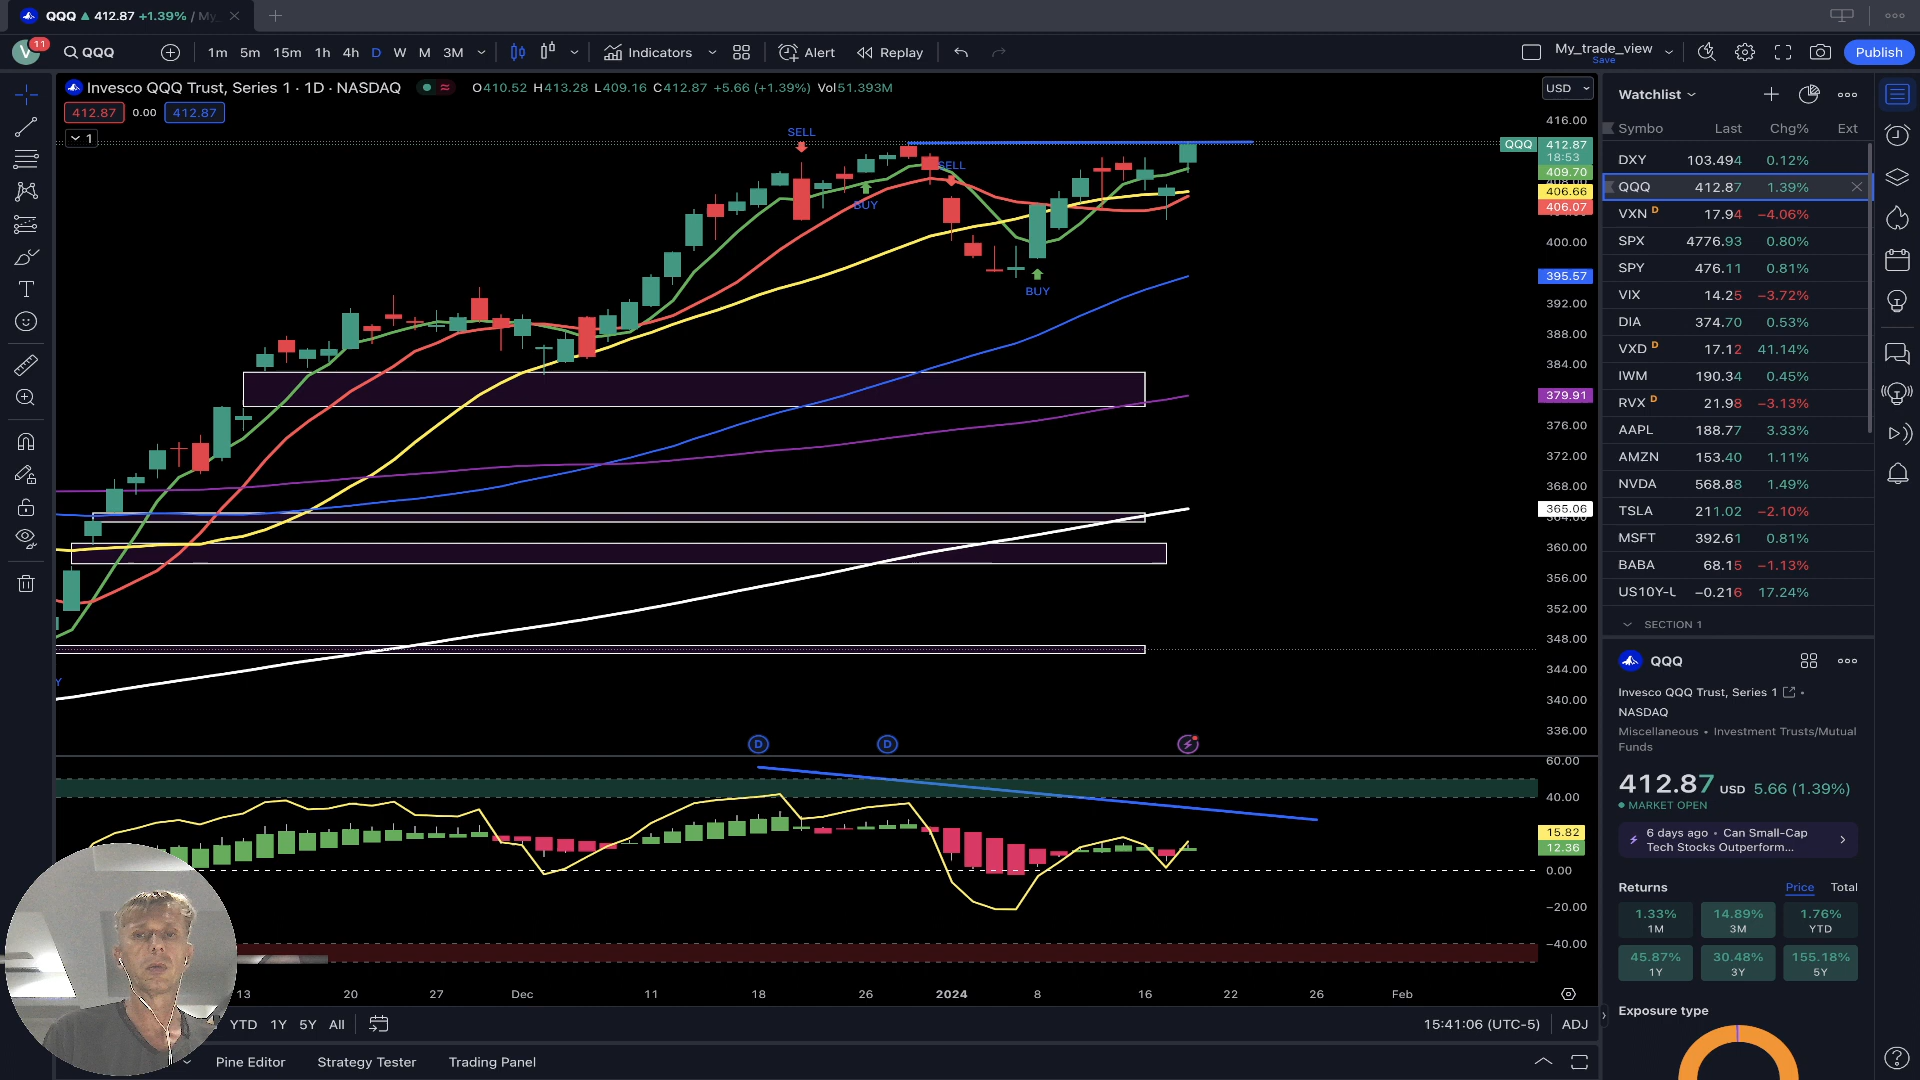 QQQ ▲ 412.87 +1.39% / My_
V 11 QQQ 1m 5m 15m 1h 4h D W M 3M Indicators Alert Replay My_trade_view Save Publish
Invesco QQQ Trust, Series 1 · 1D · NASDAQ O410.52 H413.28 L409.16 C412.87 +5.66 (+1.39%) Vol51.393M
412.87 0.00 412.87
1
USD
416.00
QQQ 412.87
18:53
409.70
406.66
406.07
400.00
395.57
392.00
388.00
384.00
379.91
376.00
372.00
368.00
365.06
360.00
356.00
352.00
348.00
344.00
340.00
336.00
SELL
BUY
SELL
BUY
Y
D D
60.00
40.00
15.82
12.36
0.00
−20.00
−40.00
13 20 27 Dec 11 18 26 2024 8 16 22 26 Feb
YTD 1Y 5Y All 15:41:06 (UTC-5) ADJ
Pine Editor Strategy Tester Trading Panel
Watchlist
Symbo Last Chg% Ext
DXY 103.494 0.12%
QQQ 412.87 1.39%
VXN D 17.94 −4.06%
SPX 4776.93 0.80%
SPY 476.11 0.81%
VIX 14.25 −3.72%
DIA 374.70 0.53%
VXD D 17.12 41.14%
IWM 190.34 0.45%
RVX D 21.98 −3.13%
AAPL 188.77 3.33%
AMZN 153.40 1.11%
NVDA 568.88 1.49%
TSLA 211.02 −2.10%
MSFT 392.61 0.81%
BABA 68.15 −1.13%
US10Y-U −0.216 17.24%
SECTION 1
QQQ
Invesco QQQ Trust, Series 1 •
NASDAQ
Miscellaneous • Investment Trusts/Mutual
Funds
412.87 USD 5.66 (1.39%)
MARKET OPEN
6 days ago • Can Small-Cap
Tech Stocks Outperform...
Returns Price Total
1.33% 14.89% 1.76%
1M 3M YTD
45.87% 30.48% 155.18%
1Y 3Y 5Y
Exposure type